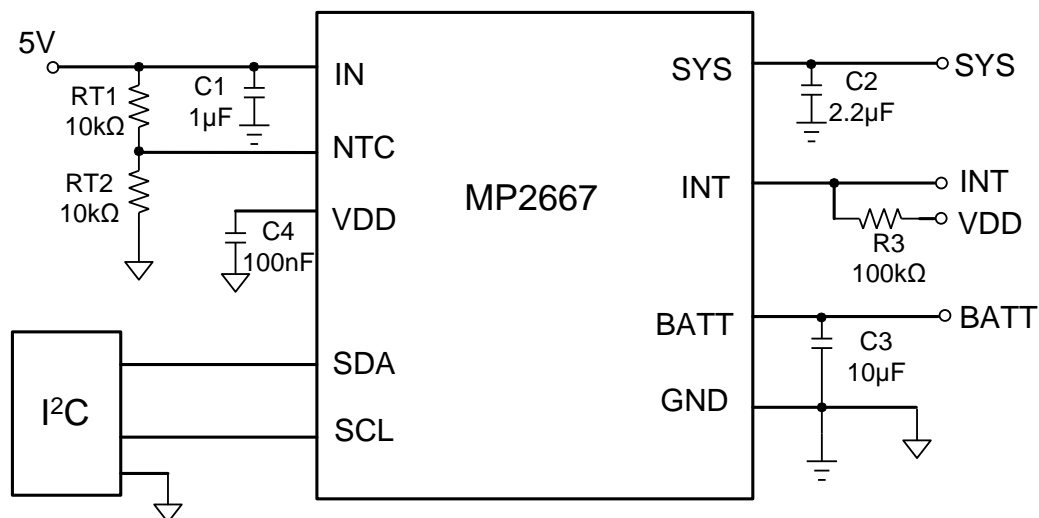 5V
RT1
10kΩ
RT2
10kΩ
C1
1µF
C4
100nF
I²C
IN
NTC
VDD
SDA
SCL
MP2667
SYS
INT
BATT
GND
C2
2.2µF
SYS
INT
VDD
R3
100kΩ
BATT
C3
10µF